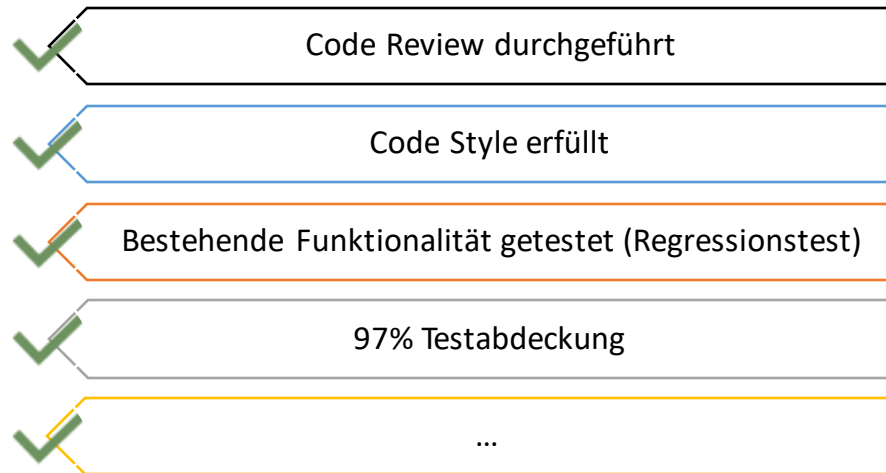 Code Review durchgeführt
Code Style erfüllt
Bestehende Funktionalität getestet (Regressionstest)
97% Testabdeckung
...